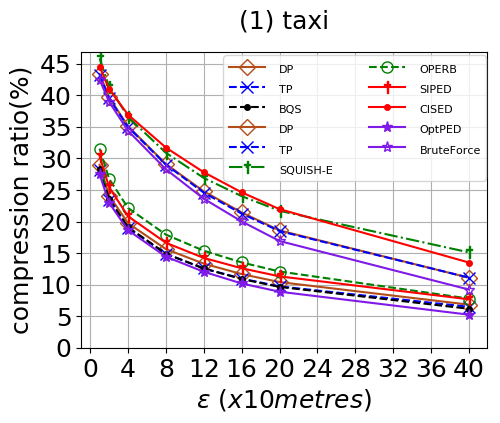 (1) taxi
compression ratio(%)
45
40
35
30
25
20
15
10
5
0
DP
TP
BQS
DP
TP
SQUISH-E
OPERB
SIPED
CISED
OptPED
BruteForce
0 4 8 12 16 20 24 28 32 36 40
ε (x10metres)